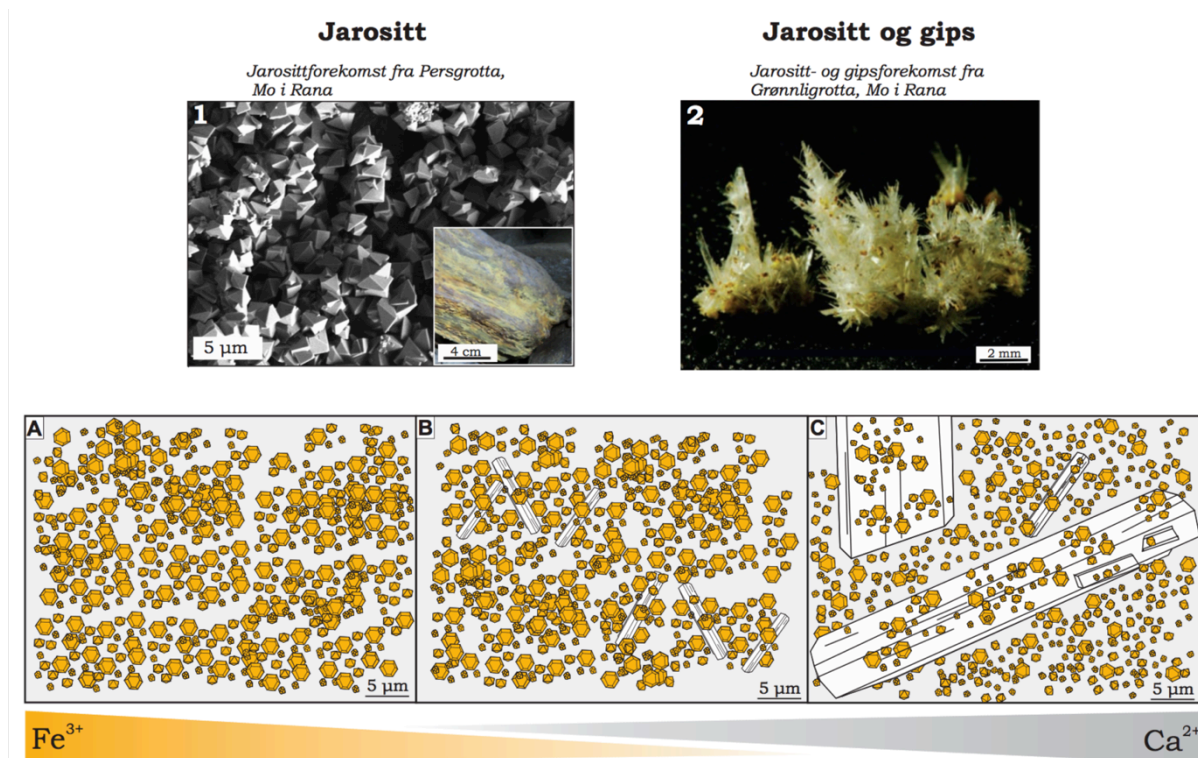 Jarositt
Jarosittforekomst fra Persgrotta,
Mo i Rana
1
5 µm
4 cm
Jarositt og gips
Jarositt- og gipsforekomst fra
Grønnligrotta, Mo i Rana
2
2 mm
A
5 µm
B
5 µm
C
5 µm
Fe³⁺
Ca²⁺